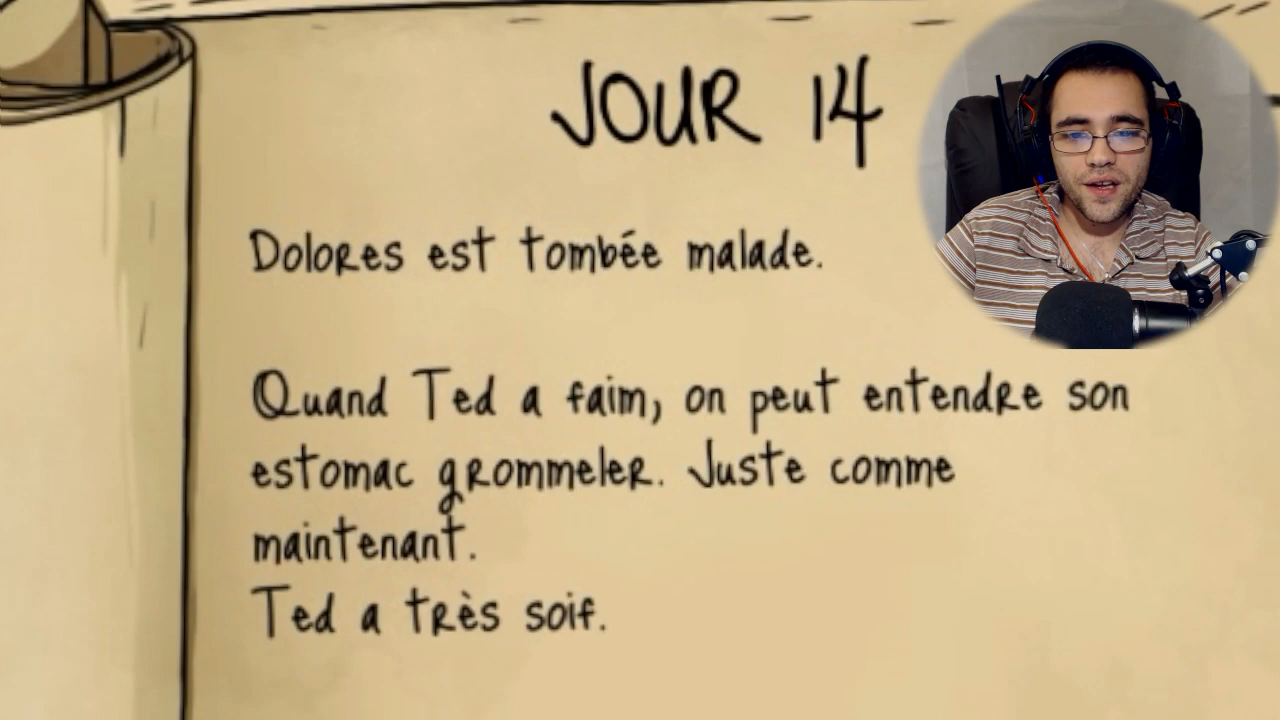 JOUR 14
Dolores est tombée malade.
Quand Ted a faim, on peut entendre son
estomac grommeler. Juste comme
maintenant.
Ted a très soif.